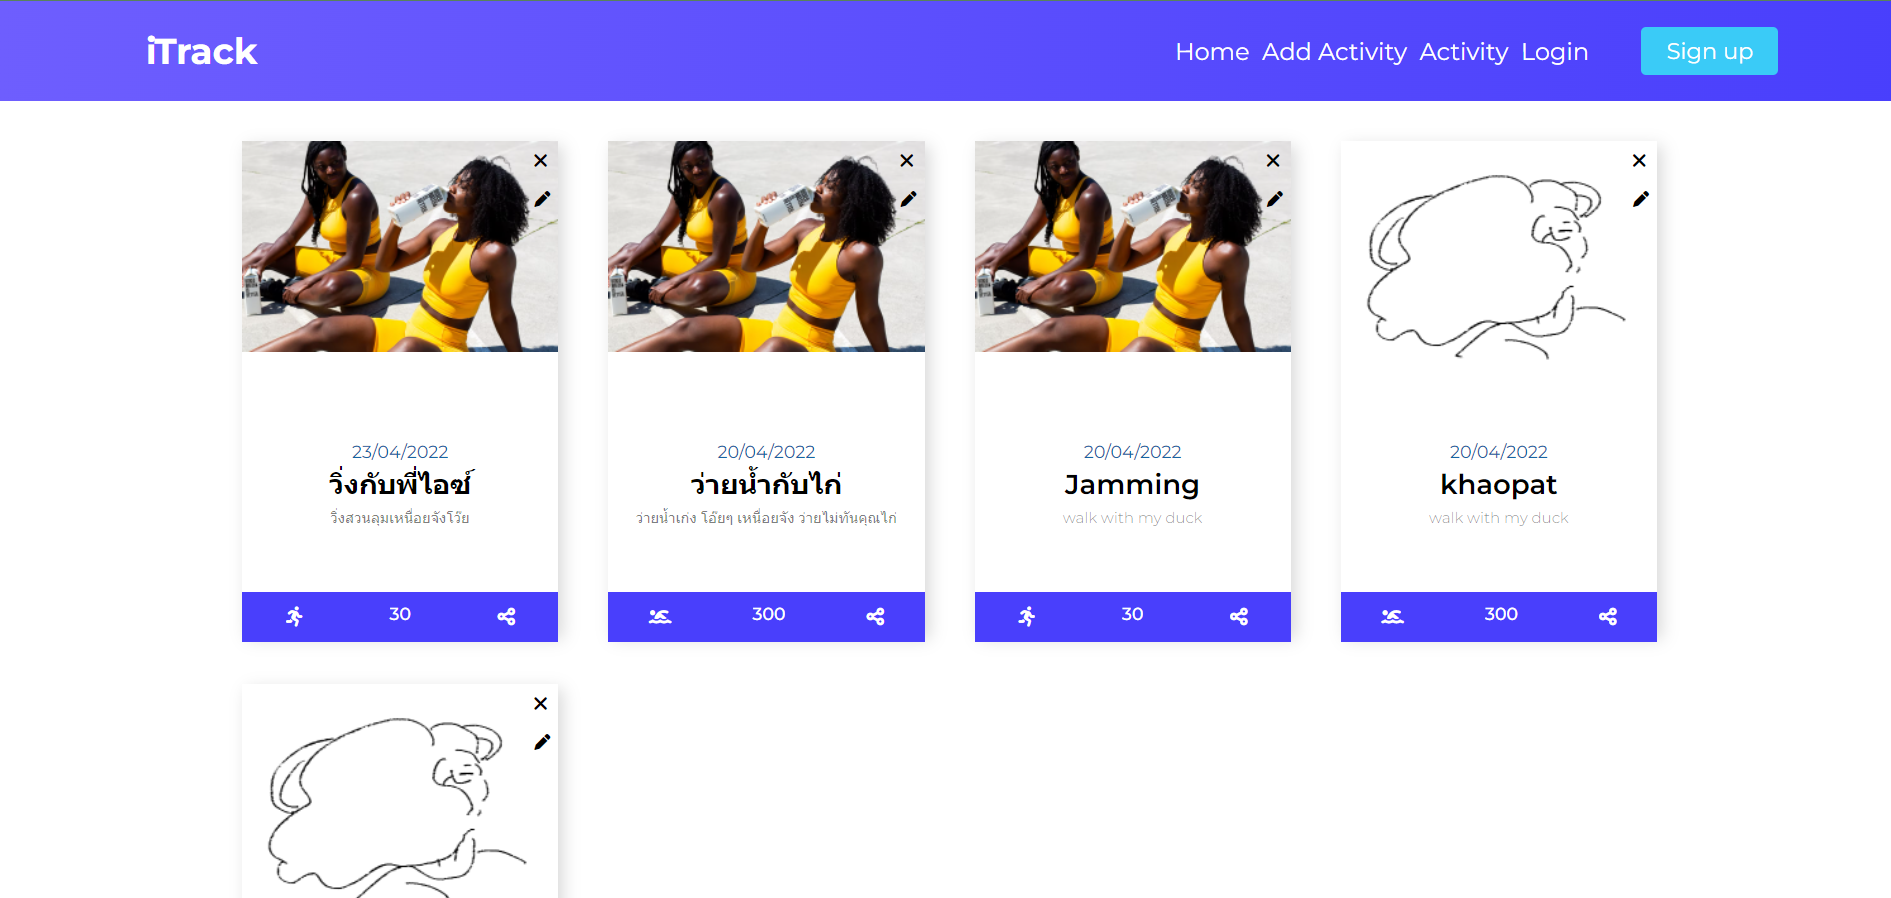 iTrack
Home Add Activity Activity Login Sign up
23/04/2022
วิ่งกับพี่ไอซ์
วิ่งสวนลุมเหนื่อยจังโว๊ย
30
20/04/2022
ว่ายน้ำกับไก่
ว่ายน้ำเก่ง โอ๊ยๆ เหนื่อยจัง ว่ายไม่ทันคุณไก่
300
20/04/2022
Jamming
walk with my duck
30
20/04/2022
khaopat
walk with my duck
300